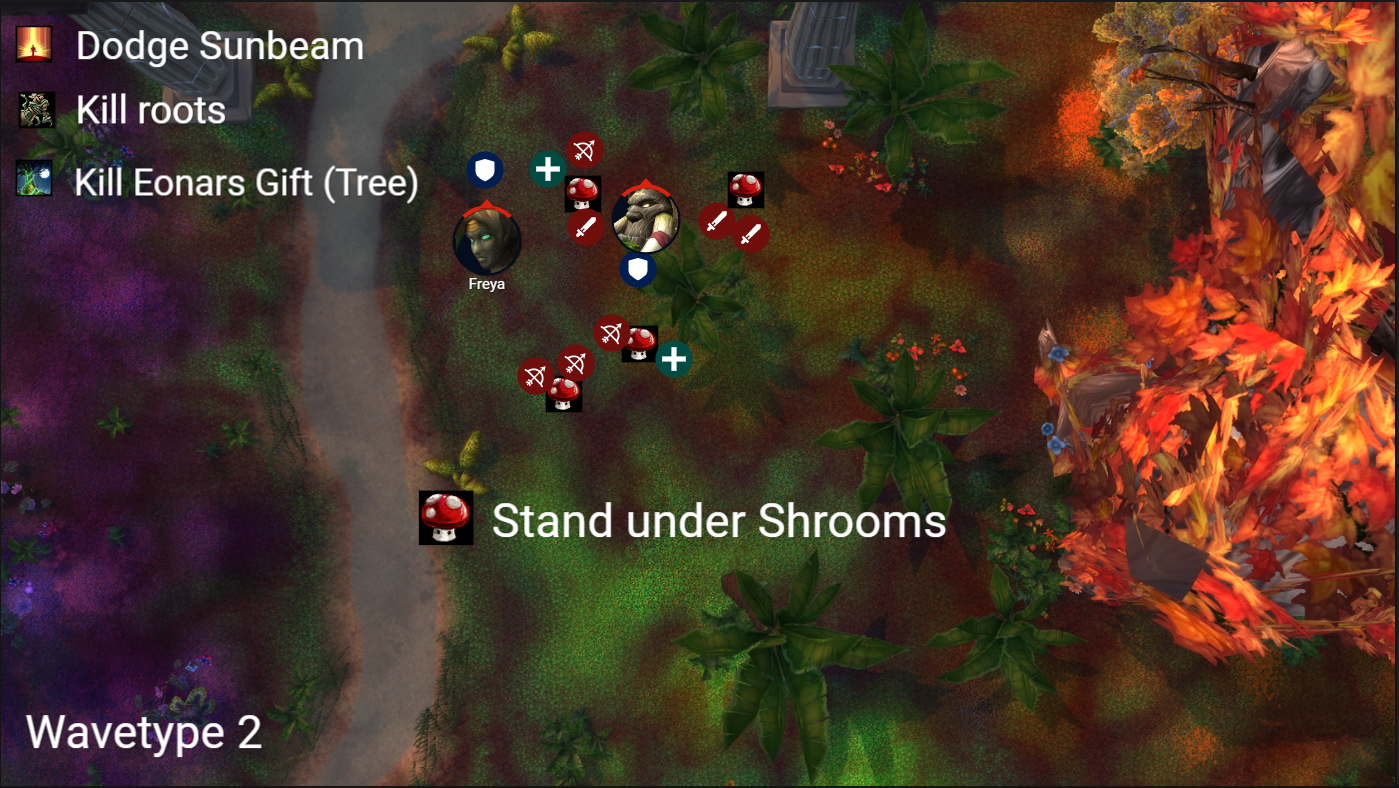 Dodge Sunbeam
Kill roots
Kill Eonars Gift (Tree)
Freya
Stand under Shrooms
Wavetype 2